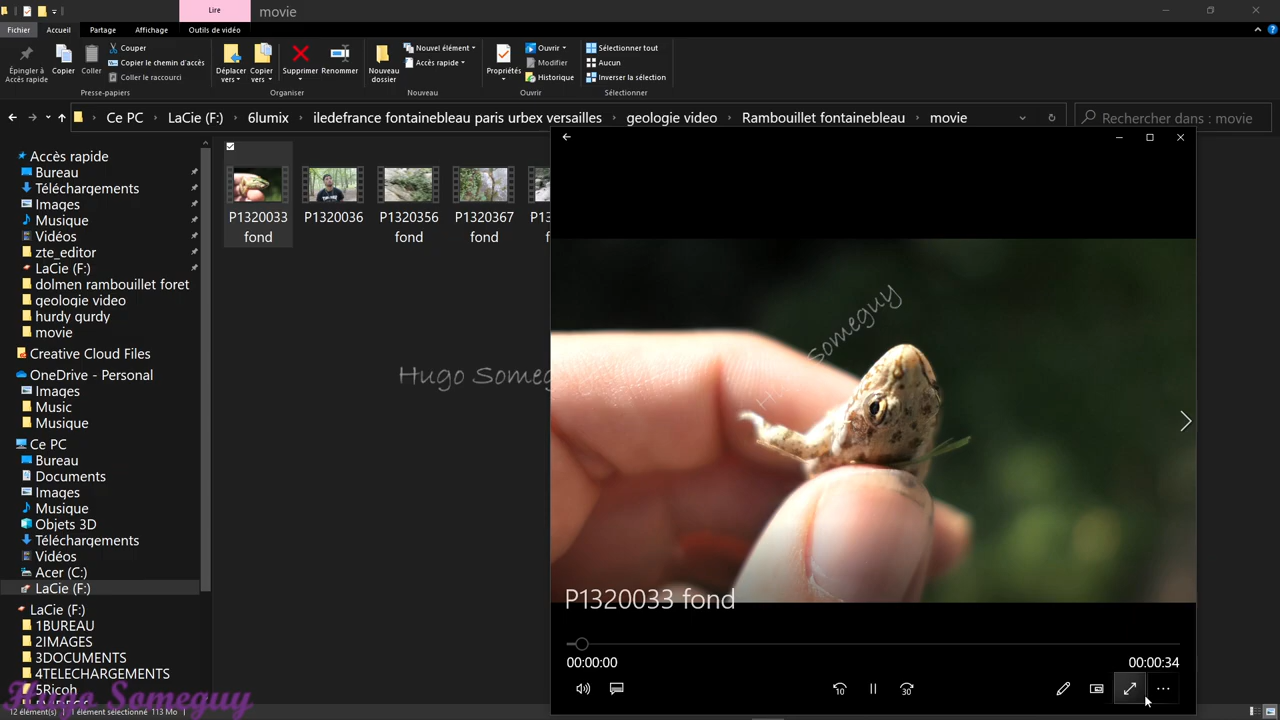 Lire
movie
Fichier Accueil Partage Affichage Outils de vidéo
Épingler à Accès rapide
Copier
Coller
Couper
Copier le chemin d'accès
Coller le raccourci
Presse-papiers
Déplacer vers
Copier vers
Supprimer
Renommer
Organiser
Nouveau dossier
Nouvel élément
Accès rapide
Nouveau
Propriétés
Ouvrir
Modifier
Historique
Ouvrir
Sélectionner tout
Aucun
Inverser la sélection
Sélectionner
Ce PC > LaCie (F:) > 6lumix > iledefrance fontainebleau paris urbex versailles > geologie video > Rambouillet fontainebleau > movie
Rechercher dans : movie
Accès rapide
Bureau
Téléchargements
Images
Musique
Vidéos
zte_editor
LaCie (F:)
dolmen rambouillet foret
geologie video
hurdy gurdy
movie
Creative Cloud Files
OneDrive - Personal
Images
Music
Musique
Ce PC
Bureau
Documents
Images
Musique
Objets 3D
Téléchargements
Vidéos
Acer (C:)
LaCie (F:)
LaCie (F:)
1BUREAU
2IMAGES
3DOCUMENTS
4TELECHARGEMENTS
5Ricoh
Hugo Someguy
12 élément(s) 1 élément sélectionné 113 Mo
P1320033 fond
P1320036
P1320356 fond
P1320367 fond
Hugo
Someguy
P1320033 fond
00:00:00
00:00:34
10
30